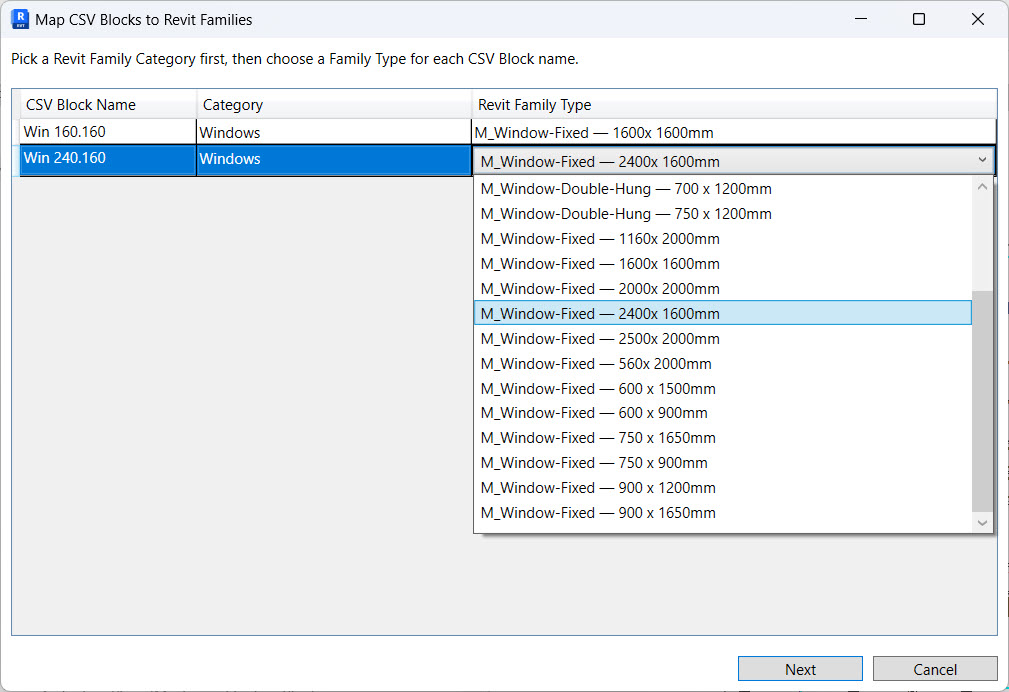 R
RVT
Map CSV Blocks to Revit Families
Pick a Revit Family Category first, then choose a Family Type for each CSV Block name.
CSV Block Name Category Revit Family Type
Win 160.160 Windows M_Window-Fixed — 1600x 1600mm
Win 240.160 Windows M_Window-Fixed — 2400x 1600mm
M_Window-Double-Hung — 700 x 1200mm
M_Window-Double-Hung — 750 x 1200mm
M_Window-Fixed — 1160x 2000mm
M_Window-Fixed — 1600x 1600mm
M_Window-Fixed — 2000x 2000mm
M_Window-Fixed — 2400x 1600mm
M_Window-Fixed — 2500x 2000mm
M_Window-Fixed — 560x 2000mm
M_Window-Fixed — 600 x 1500mm
M_Window-Fixed — 600 x 900mm
M_Window-Fixed — 750 x 1650mm
M_Window-Fixed — 750 x 900mm
M_Window-Fixed — 900 x 1200mm
M_Window-Fixed — 900 x 1650mm
Next Cancel